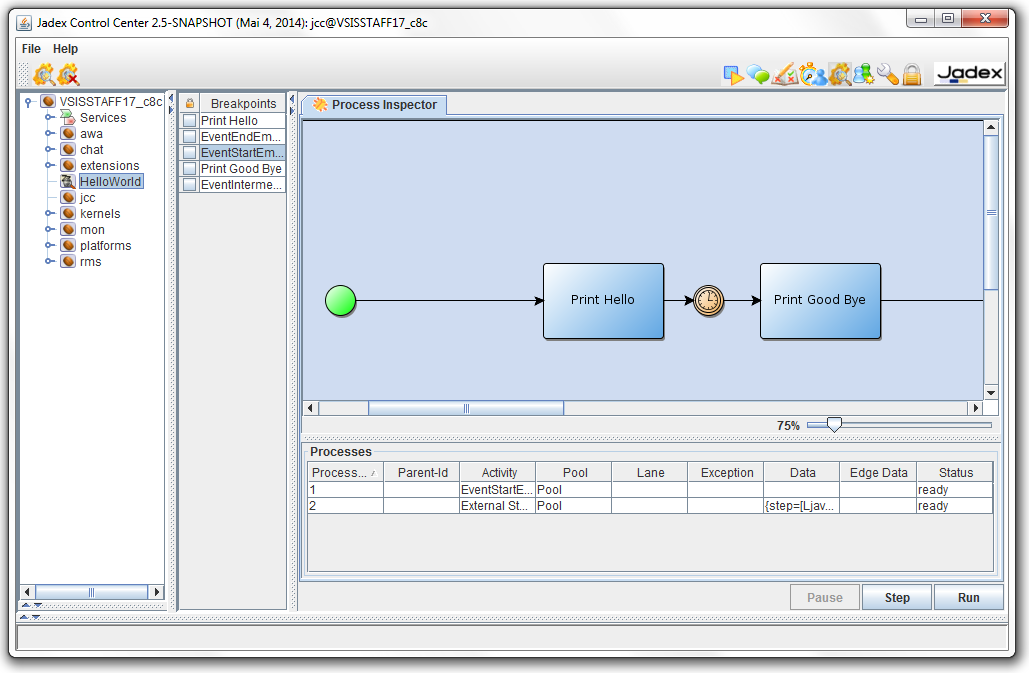 Jadex Control Center 2.5-SNAPSHOT (Mai 4, 2014): jcc@VSISSTAFF17_c8c
File Help
Jadex
VSISSTAFF17_c8c
Services
awa
chat
extensions
HelloWorld
jcc
kernels
mon
platforms
rms
Breakpoints
Print Hello
EventEndEm...
EventStartEm...
Print Good Bye
EventInterme...
Process Inspector
Print Hello
Print Good Bye
75%
Processes
Process... Parent-Id Activity Pool Lane Exception Data Edge Data Status
1 EventStartE... Pool ready
2 External St... Pool {step=[Ljav... ready
Pause Step Run